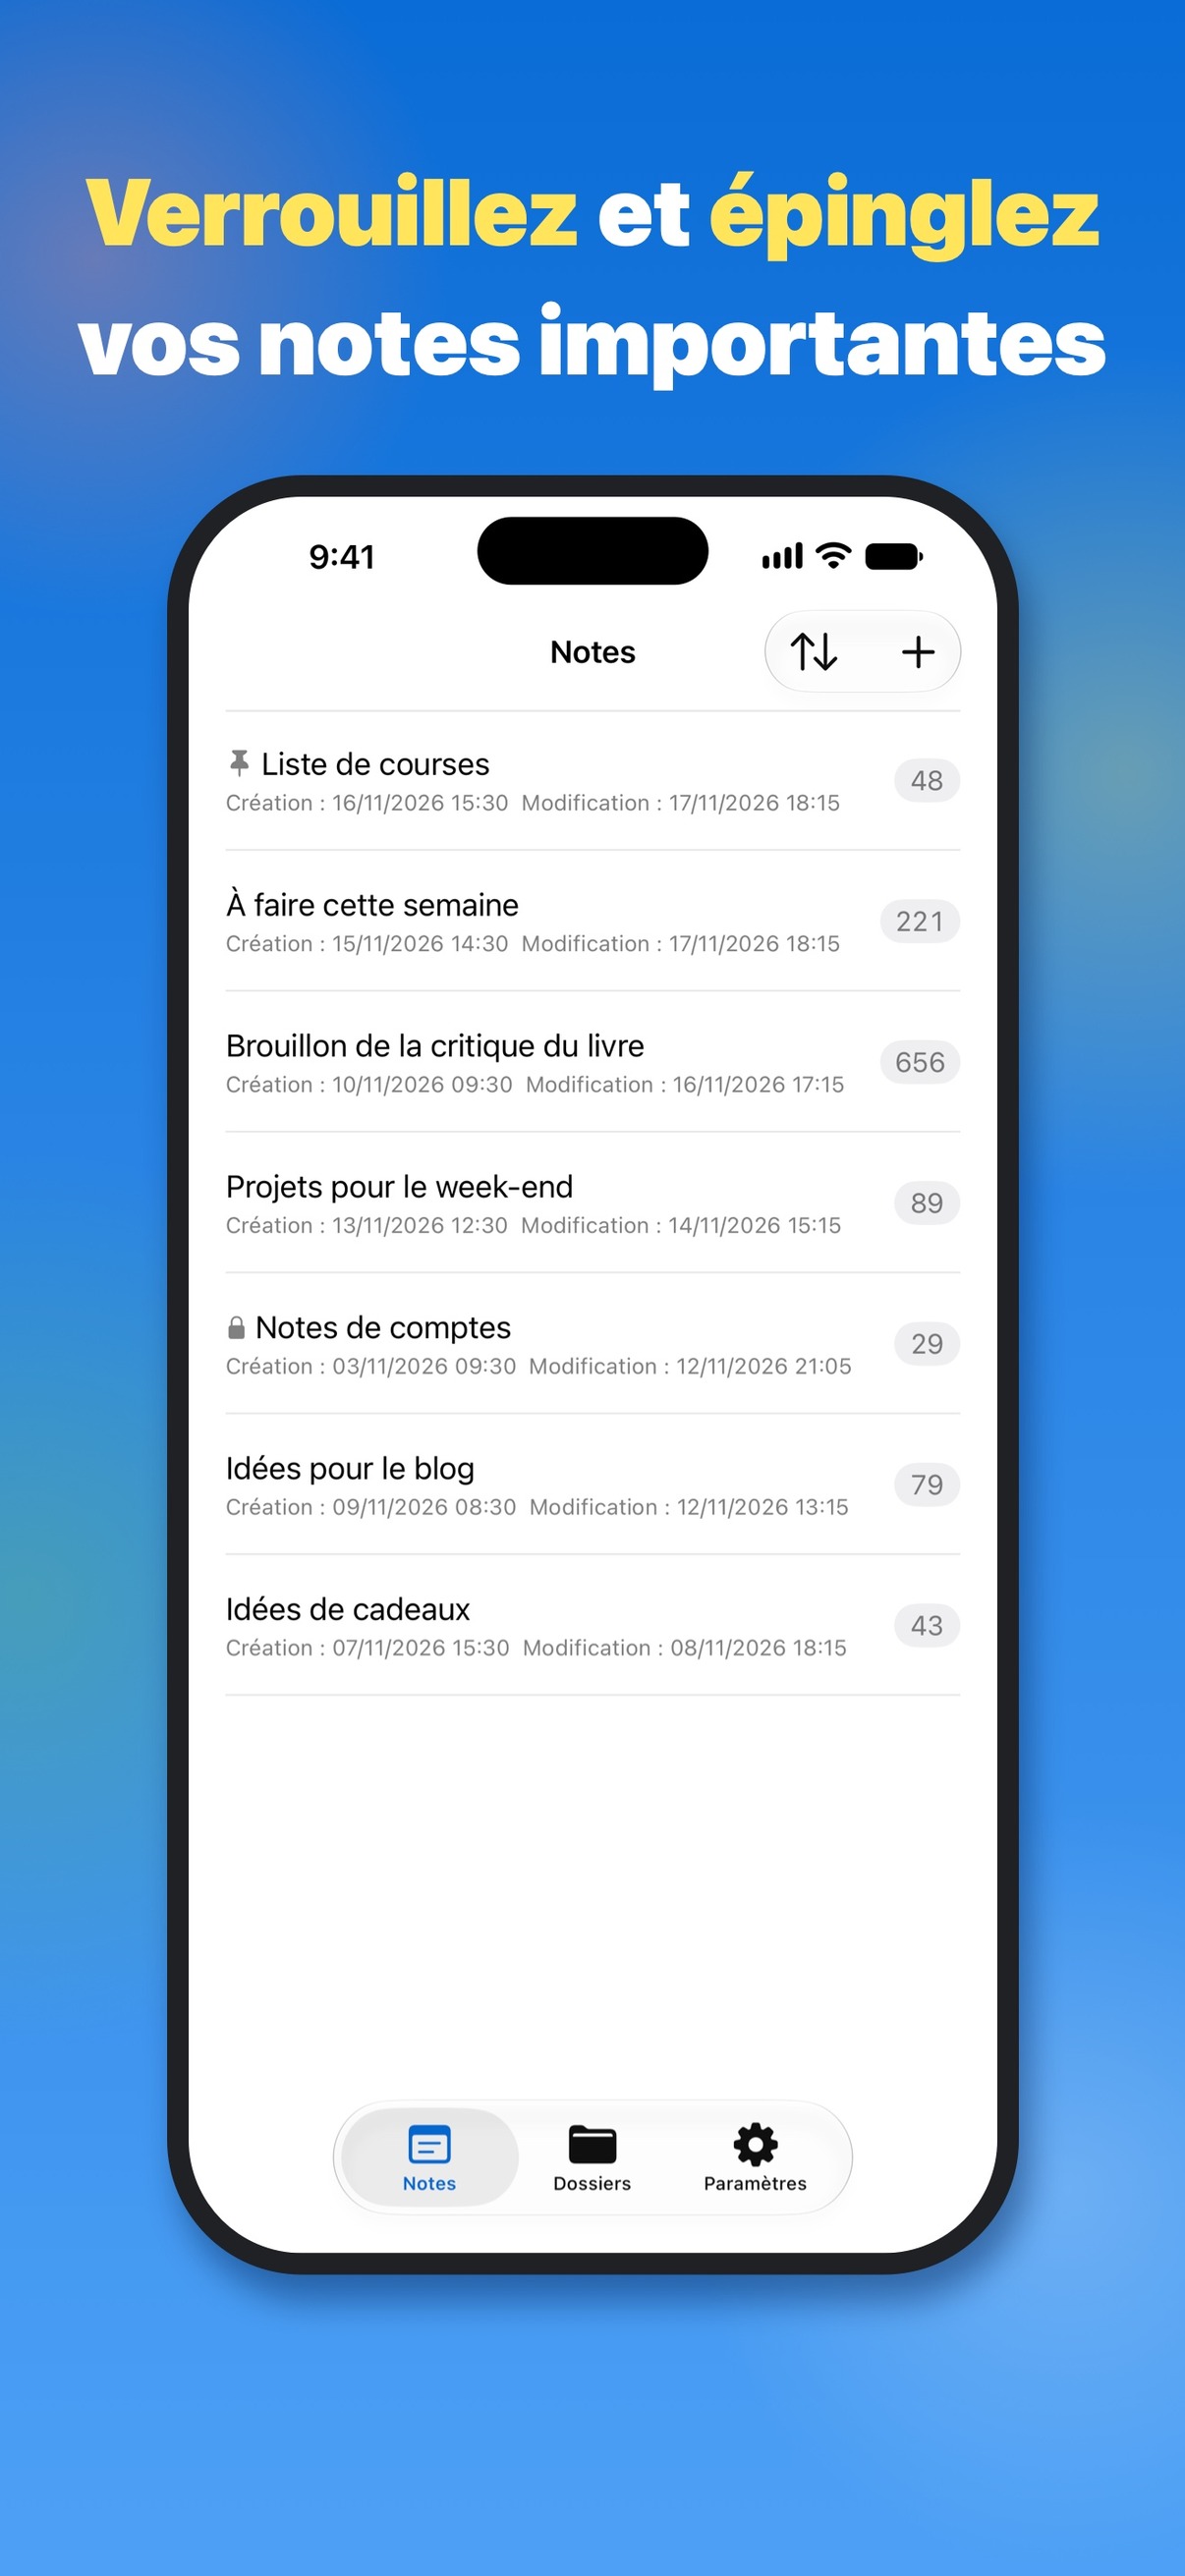 Verrouillez et épinglez
vos notes importantes
9:41
Notes
Liste de courses
Création : 16/11/2026 15:30 Modification : 17/11/2026 18:15
48
À faire cette semaine
Création : 15/11/2026 14:30 Modification : 17/11/2026 18:15
221
Brouillon de la critique du livre
Création : 10/11/2026 09:30 Modification : 16/11/2026 17:15
656
Projets pour le week-end
Création : 13/11/2026 12:30 Modification : 14/11/2026 15:15
89
Notes de comptes
Création : 03/11/2026 09:30 Modification : 12/11/2026 21:05
29
Idées pour le blog
Création : 09/11/2026 08:30 Modification : 12/11/2026 13:15
79
Idées de cadeaux
Création : 07/11/2026 15:30 Modification : 08/11/2026 18:15
43
Notes Dossiers Paramètres